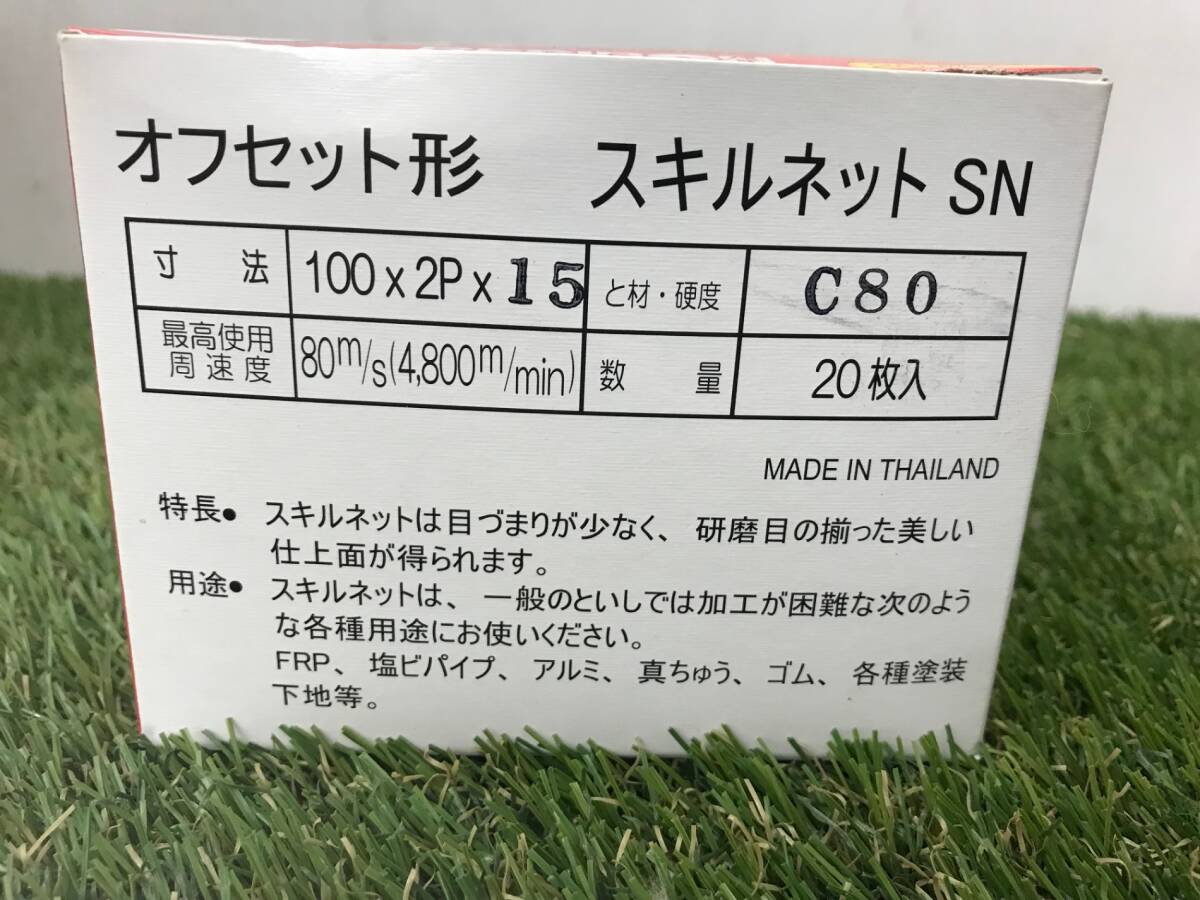 オフセット形 スキルネット SN
寸 法 100 x 2P x 15 と材・硬度 C80
最高使用周速度 80m/s(4,800m/min) 数 量 20枚入
MADE IN THAILAND
特長● スキルネットは目づまりが少なく、研磨目の揃った美しい
仕上面が得られます。
用途● スキルネットは、一般のといしでは加工が困難な次のよう
な各種用途にお使いください。
FRP、塩ビパイプ、アルミ、真ちゅう、ゴム、各種塗装
下地等。